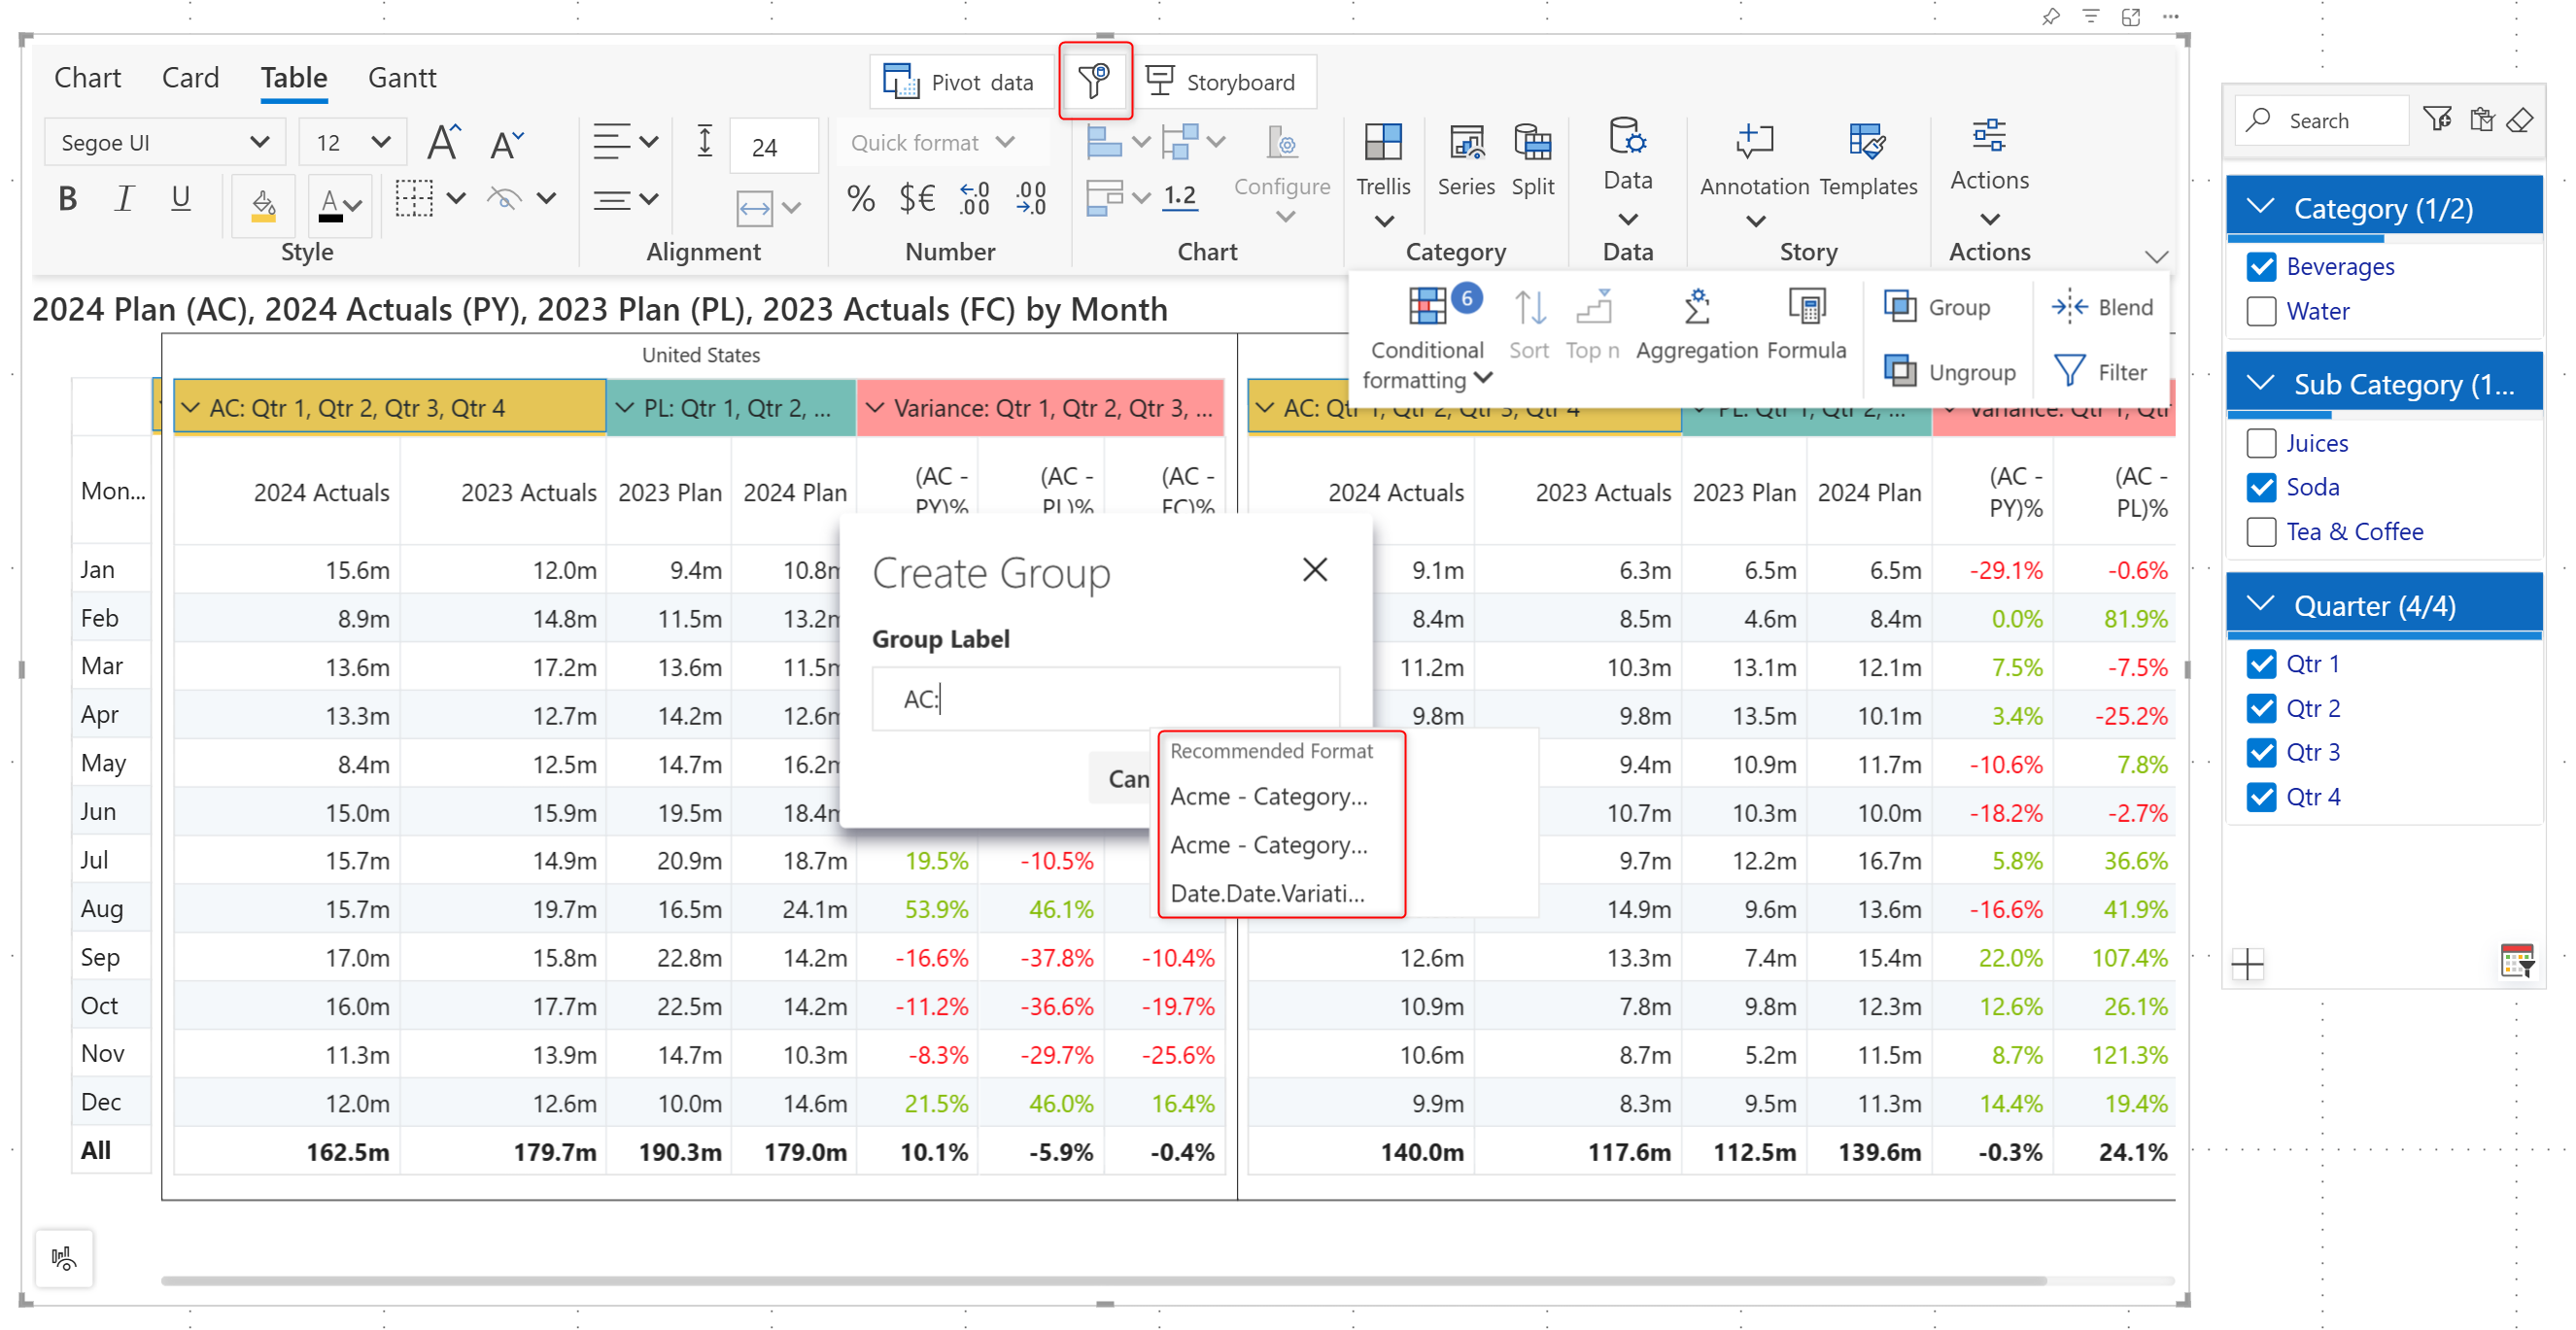 Chart Card Table Gantt
Pivot data
Storyboard
Segoe UI 12 A A
24
Quick format
B I U A
% $€ .0 .00 .00 .0
1.2
Configure
Trellis Series Split Data Annotation Templates Actions
Style Alignment Number Chart Category Data Story Actions
2024 Plan (AC), 2024 Actuals (PY), 2023 Plan (PL), 2023 Actuals (FC) by Month
6
Conditional formatting Sort Top n Aggregation Formula
Group Blend
Ungroup Filter
United States
AC: Qtr 1, Qtr 2, Qtr 3, Qtr 4 PL: Qtr 1, Qtr 2, ... Variance: Qtr 1, Qtr 2, Qtr 3, ... AC: Qtr 1, Qtr 2, Qtr 3, Qtr 4 PL: Qtr 1, Qtr 2, ... Variance: Qtr 1, Qtr
Mon... 2024 Actuals 2023 Actuals 2023 Plan 2024 Plan (AC - PY)% (AC - PL)% (AC - FC)% 2024 Actuals 2023 Actuals 2023 Plan 2024 Plan (AC - PY)% (AC - PL)%
Jan 15.6m 12.0m 9.4m 10.8m 9.1m 6.3m 6.5m 6.5m -29.1% -0.6%
Feb 8.9m 14.8m 11.5m 13.2m 8.4m 8.5m 4.6m 8.4m 0.0% 81.9%
Mar 13.6m 17.2m 13.6m 11.5m 11.2m 10.3m 13.1m 12.1m 7.5% -7.5%
Apr 13.3m 12.7m 14.2m 12.6m 9.8m 9.8m 13.5m 10.1m 3.4% -25.2%
May 8.4m 12.5m 14.7m 16.2m 9.4m 10.9m 11.7m -10.6% 7.8%
Jun 15.0m 15.9m 19.5m 18.4m 10.7m 10.3m 10.0m -18.2% -2.7%
Jul 15.7m 14.9m 20.9m 18.7m 19.5% -10.5% 9.7m 12.2m 16.7m 5.8% 36.6%
Aug 15.7m 19.7m 16.5m 24.1m 53.9% 46.1% 14.9m 9.6m 13.6m -16.6% 41.9%
Sep 17.0m 15.8m 22.8m 14.2m -16.6% -37.8% -10.4% 12.6m 13.3m 7.4m 15.4m 22.0% 107.4%
Oct 16.0m 17.7m 22.5m 14.2m -11.2% -36.6% -19.7% 10.9m 7.8m 9.8m 12.3m 12.6% 26.1%
Nov 11.3m 13.9m 14.7m 10.3m -8.3% -29.7% -25.6% 10.6m 8.7m 5.2m 11.5m 8.7% 121.3%
Dec 12.0m 12.6m 10.0m 14.6m 21.5% 46.0% 16.4% 9.9m 8.3m 9.5m 11.3m 14.4% 19.4%
All 162.5m 179.7m 190.3m 179.0m 10.1% -5.9% -0.4% 140.0m 117.6m 112.5m 139.6m -0.3% 24.1%
Create Group
Group Label
AC:
Can
Recommended Format
Acme - Category...
Acme - Category...
Date.Date.Variati...
Search
Category (1/2)
Beverages
Water
Sub Category (1...
Juices
Soda
Tea & Coffee
Quarter (4/4)
Qtr 1
Qtr 2
Qtr 3
Qtr 4